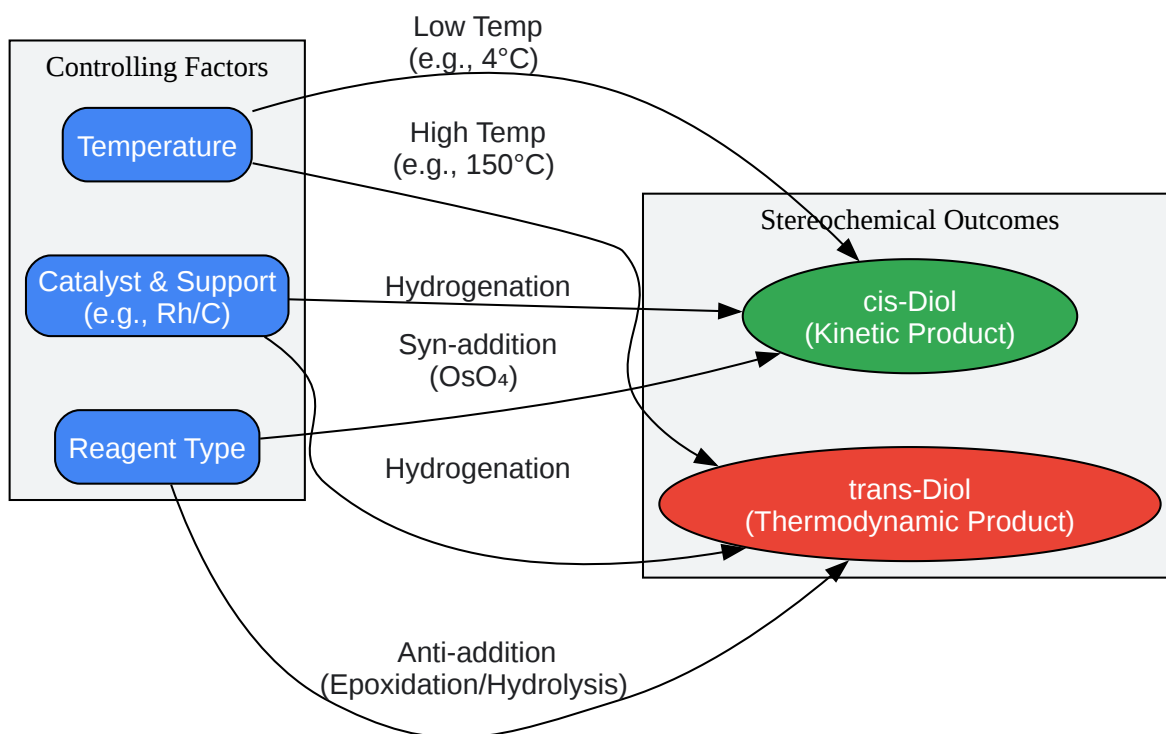 Controlling Factors
Temperature
Catalyst & Support
(e.g., Rh/C)
Reagent Type
Low Temp
(e.g., 4°C)
High Temp
(e.g., 150°C)
Hydrogenation
Syn-addition
(OsO₄)
Hydrogenation
Anti-addition
(Epoxidation/Hydrolysis)
Stereochemical Outcomes
cis-Diol
(Kinetic Product)
trans-Diol
(Thermodynamic Product)